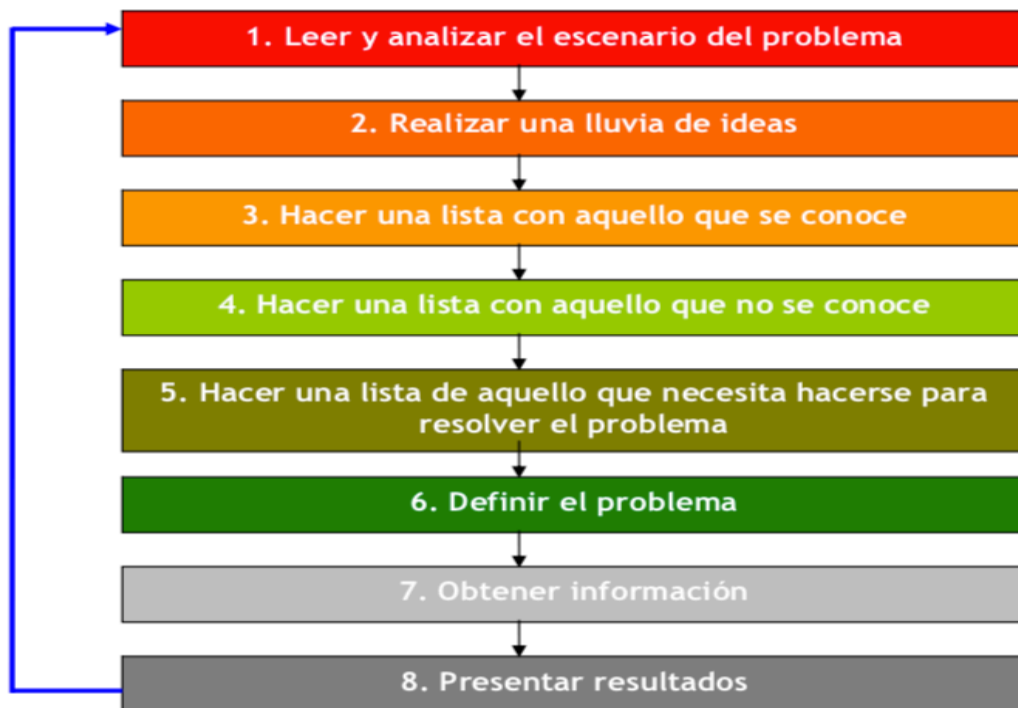 1. Leer y analizar el escenario del problema
2. Realizar una lluvia de ideas
3. Hacer una lista con aquello que se conoce
4. Hacer una lista con aquello que no se conoce
5. Hacer una lista de aquello que necesita hacerse para
resolver el problema
6. Definir el problema
7. Obtener información
8. Presentar resultados